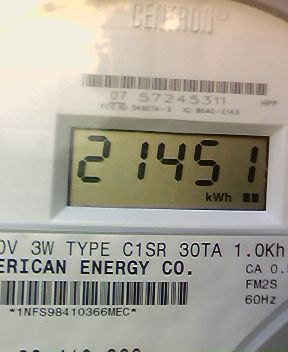 CENTRON®
07 57245311 HPP
21451
kWh
0V 3W TYPE C1SR 30TA 1.0Kh
ERICAN ENERGY CO. CA 0.
FM2S
*1NFS98410366MEC* 60Hz